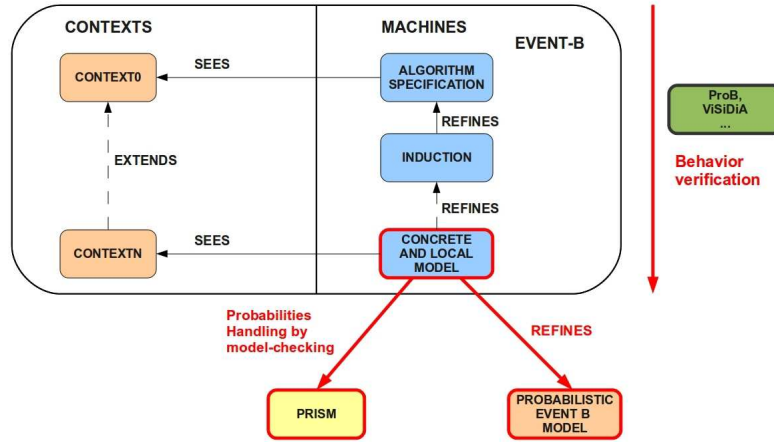 CONTEXTS
MACHINES
EVENT-B
CONTEXT0
SEES
ALGORITHM
SPECIFICATION
ProB,
ViSiDiA
...
REFINES
EXTENDS
INDUCTION
Behavior
verification
REFINES
CONTEXTN
SEES
CONCRETE
AND LOCAL
MODEL
Probabilities
Handling by
model-checking
REFINES
PRISM
PROBABILISTIC
EVENT B
MODEL